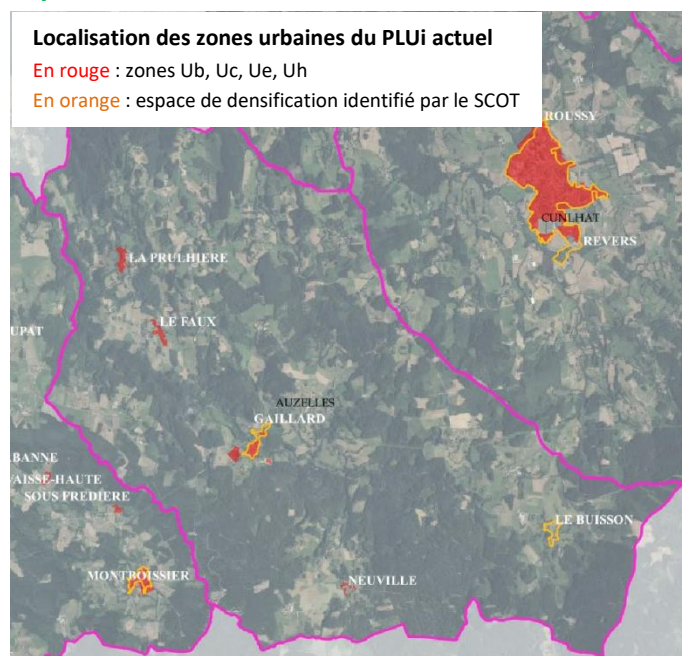 Localisation des zones urbaines du PLUi actuel
En rouge : zones Ub, Uc, Ue, Uh
En orange : espace de densification identifié par le SCOT
ROUSSY
CUNLHAT
REVERS
LA PRULHIERE
LE FAUX
UPAT
AUZELLES
GAILLARD
BANNE
AISSE-HAUTE
SOUS FREDIERE
LE BUISSON
MONTBOISSIER
NEUVILLE